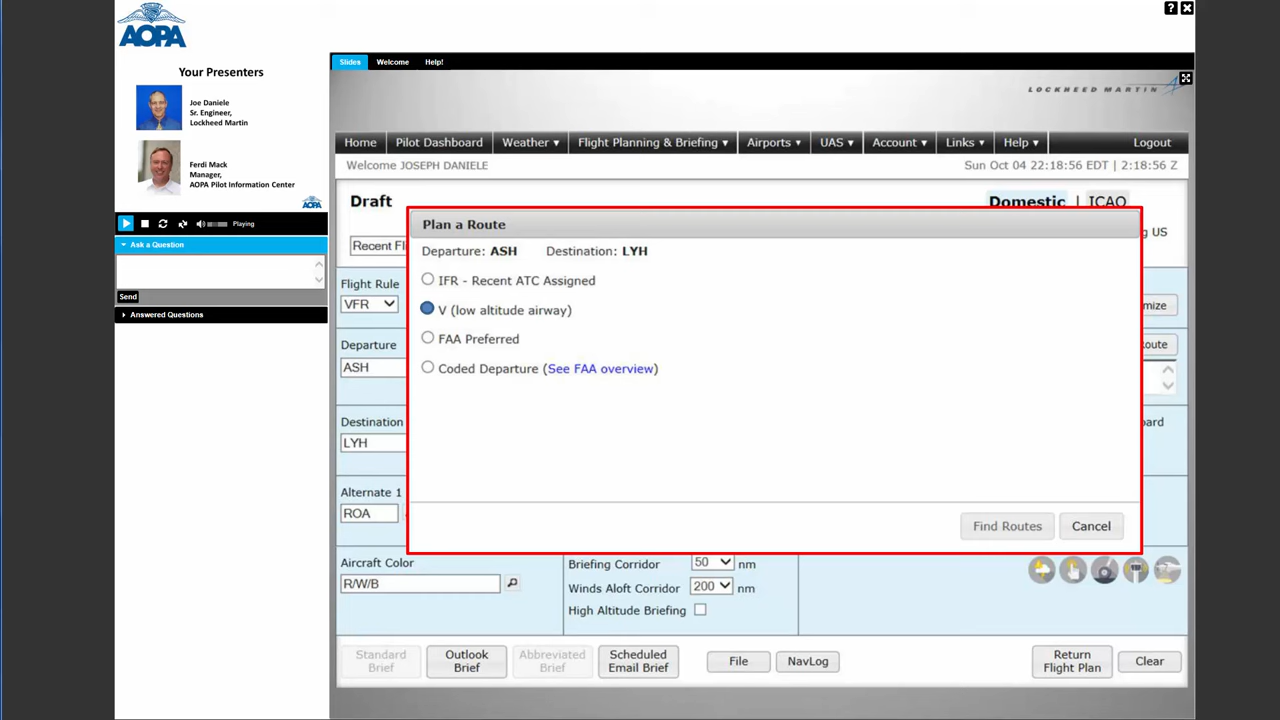 AOPA
Your Presenters
Joe Daniele
Sr. Engineer,
Lockheed Martin
Ferdi Mack
Manager,
AOPA Pilot Information Center
AOPA
Playing
Ask a Question
Send
Answered Questions
?
Slides Welcome Help!
LOCKHEED MARTIN
Home Pilot Dashboard Weather Flight Planning & Briefing Airports UAS Account Links Help Logout
Welcome JOSEPH DANIELE Sun Oct 04 22:18:56 EDT | 2:18:56 Z
Draft Domestic | ICAO
Recent Fl
g US
Plan a Route
Departure: ASH Destination: LYH
IFR - Recent ATC Assigned
V (low altitude airway)
FAA Preferred
Coded Departure (See FAA overview)
Find Routes Cancel
Flight Rule
VFR
mize
Departure
oute
ASH
Destination
ard
LYH
Alternate 1
ROA
Aircraft Color
R/W/B
Briefing Corridor 50 nm
Winds Aloft Corridor 200 nm
High Altitude Briefing
Standard Brief
Outlook Brief
Abbreviated Brief
Scheduled Email Brief
File
NavLog
Return Flight Plan
Clear